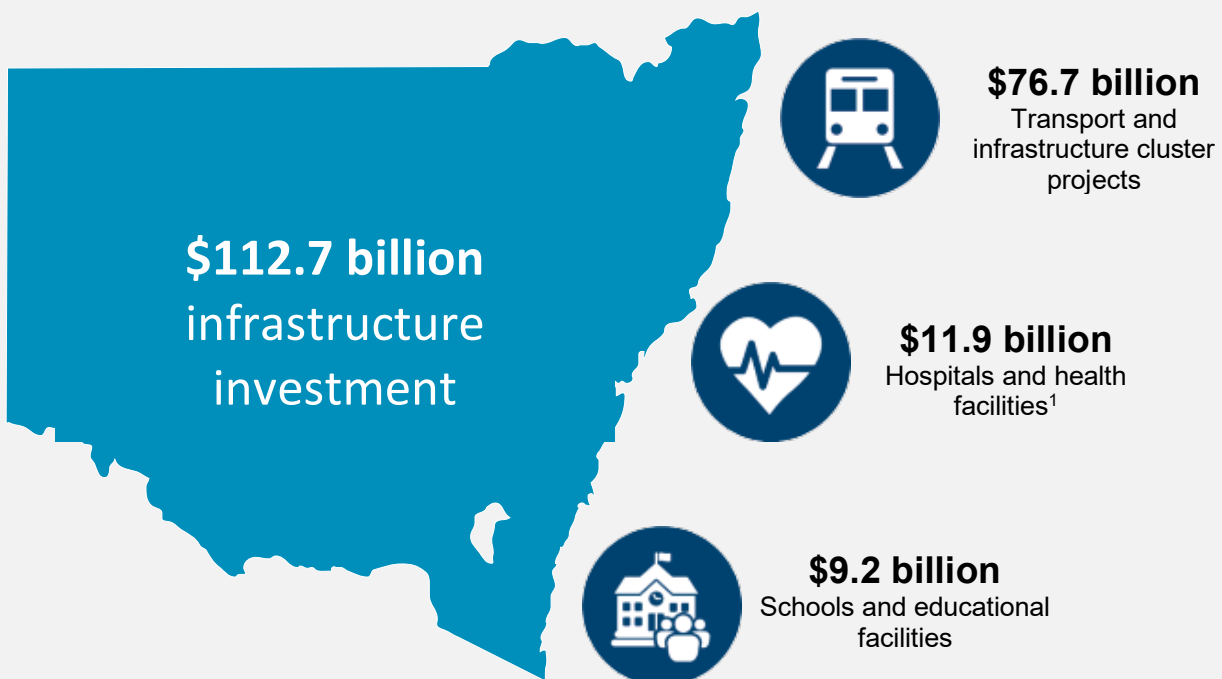 $112.7 billion
infrastructure
investment
$76.7 billion
Transport and
infrastructure cluster
projects
$11.9 billion
Hospitals and health
facilities¹
$9.2 billion
Schools and educational
facilities